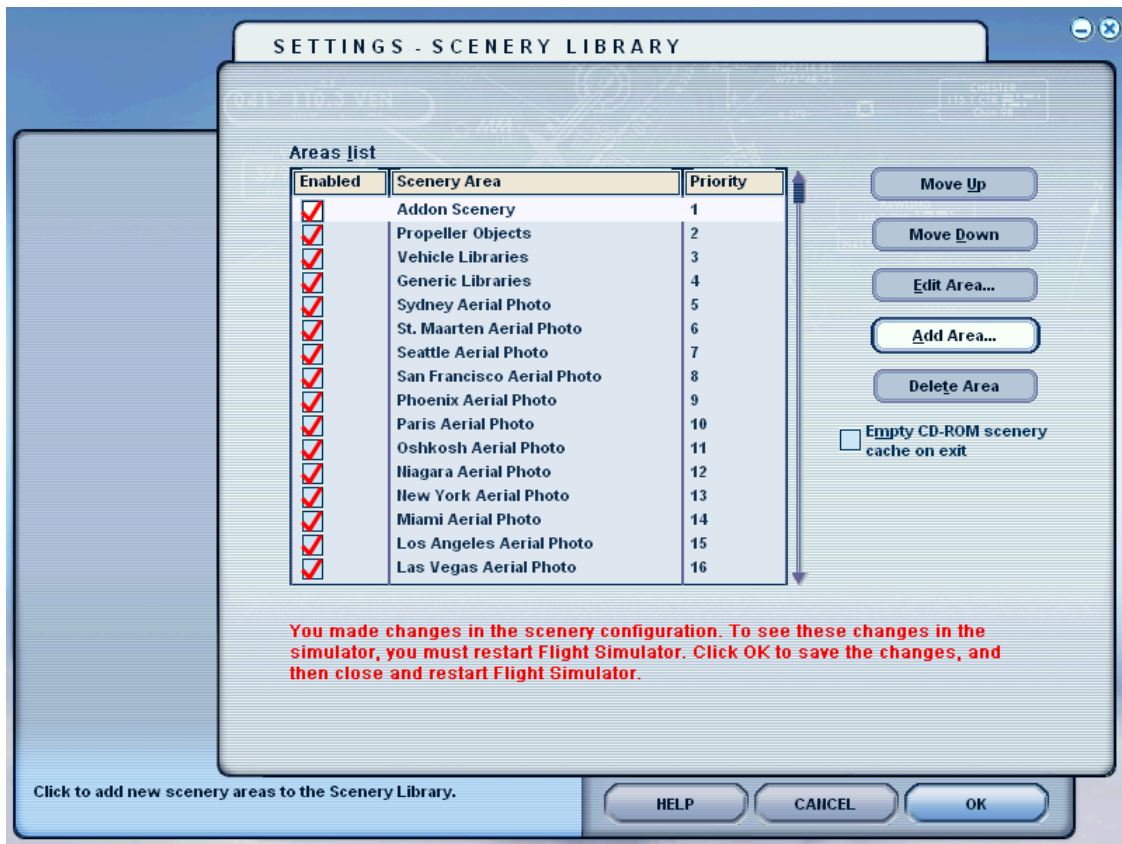 SETTINGS - SCENERY LIBRARY
Areas list
Enabled Scenery Area Priority
Addon Scenery 1
Propeller Objects 2
Vehicle Libraries 3
Generic Libraries 4
Sydney Aerial Photo 5
St. Maarten Aerial Photo 6
Seattle Aerial Photo 7
San Francisco Aerial Photo 8
Phoenix Aerial Photo 9
Paris Aerial Photo 10
Oshkosh Aerial Photo 11
Niagara Aerial Photo 12
New York Aerial Photo 13
Miami Aerial Photo 14
Los Angeles Aerial Photo 15
Las Vegas Aerial Photo 16
Move Up
Move Down
Edit Area...
Add Area...
Delete Area
Empty CD-ROM scenery
cache on exit
You made changes in the scenery configuration. To see these changes in the
simulator, you must restart Flight Simulator. Click OK to save the changes, and
then close and restart Flight Simulator.
Click to add new scenery areas to the Scenery Library.
HELP
CANCEL
OK